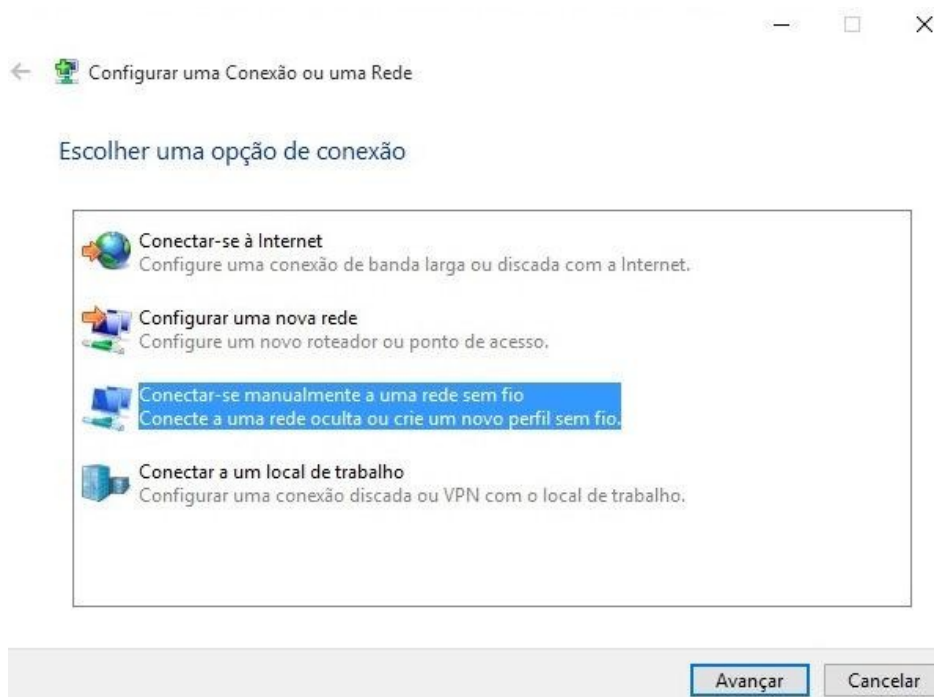 Configurar uma Conexão ou uma Rede
Escolher uma opção de conexão
Conectar-se à Internet
Configure uma conexão de banda larga ou discada com a Internet.
Configurar uma nova rede
Configure um novo roteador ou ponto de acesso.
Conectar-se manualmente a uma rede sem fio
Conecte a uma rede oculta ou crie um novo perfil sem fio.
Conectar a um local de trabalho
Configurar uma conexão discada ou VPN com o local de trabalho.
Avançar
Cancelar